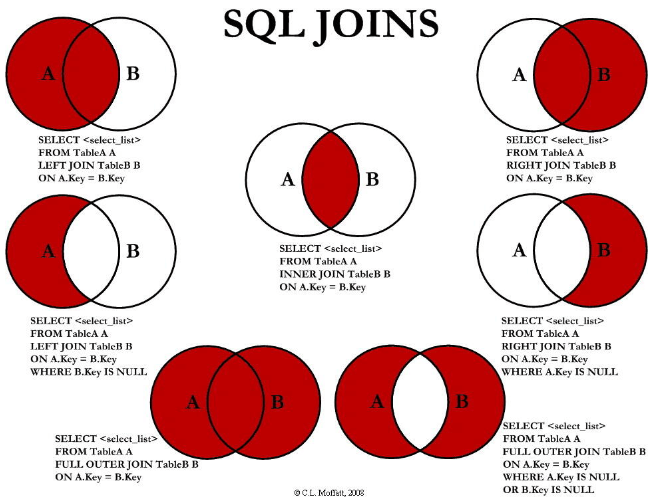 SQL JOINS
A B
SELECT <select_list>
FROM TableA A
LEFT JOIN TableB B
ON A.Key = B.Key
A B
SELECT <select_list>
FROM TableA A
RIGHT JOIN TableB B
ON A.Key = B.Key
A B
SELECT <select_list>
FROM TableA A
INNER JOIN TableB B
ON A.Key = B.Key
A B
SELECT <select_list>
FROM TableA A
LEFT JOIN TableB B
ON A.Key = B.Key
WHERE B.Key IS NULL
A B
SELECT <select_list>
FROM TableA A
RIGHT JOIN TableB B
ON A.Key = B.Key
WHERE A.Key IS NULL
A B
SELECT <select_list>
FROM TableA A
FULL OUTER JOIN TableB B
ON A.Key = B.Key
A B
SELECT <select_list>
FROM TableA A
FULL OUTER JOIN TableB B
ON A.Key = B.Key
WHERE A.Key IS NULL
OR B.Key IS NULL
© C.L. Moffatt, 2008